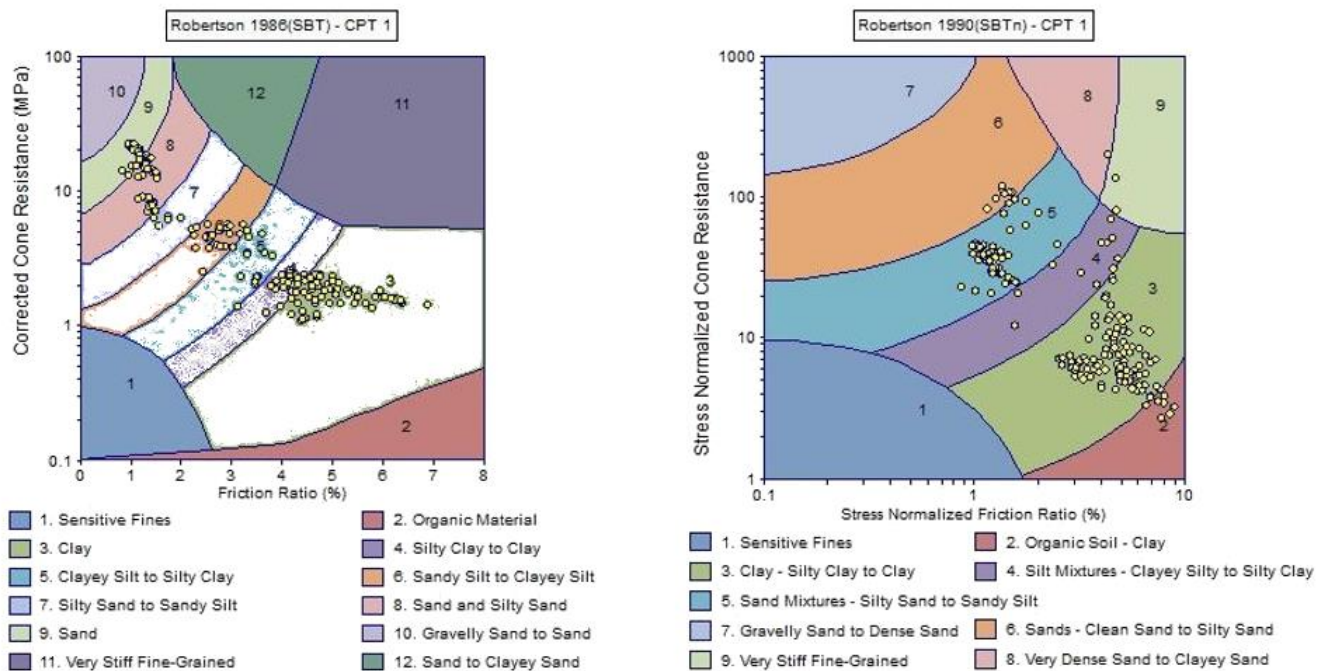 Robertson 1986(SBT) - CPT 1
100
10
1
0.1
Corrected Cone Resistance (MPa)
0 1 2 3 4 5 6 7 8
Friction Ratio (%)
10
9
8
7
12
11
5
4
3
1
2
1. Sensitive Fines
2. Organic Material
3. Clay
4. Silty Clay to Clay
5. Clayey Silt to Silty Clay
6. Sandy Silt to Clayey Silt
7. Silty Sand to Sandy Silt
8. Sand and Silty Sand
9. Sand
10. Gravelly Sand to Sand
11. Very Stiff Fine-Grained
12. Sand to Clayey Sand
Robertson 1990(SBTn) - CPT 1
1000
100
10
1
Stress Normalized Cone Resistance
0.1 1 10
Stress Normalized Friction Ratio (%)
7
6
8
9
5
4
3
1
2
1. Sensitive Fines
2. Organic Soil - Clay
3. Clay - Silty Clay to Clay
4. Silt Mixtures - Clayey Silty to Silty Clay
5. Sand Mixtures - Silty Sand to Sandy Silt
7. Gravelly Sand to Dense Sand
6. Sands - Clean Sand to Silty Sand
9. Very Stiff Fine-Grained
8. Very Dense Sand to Clayey Sand